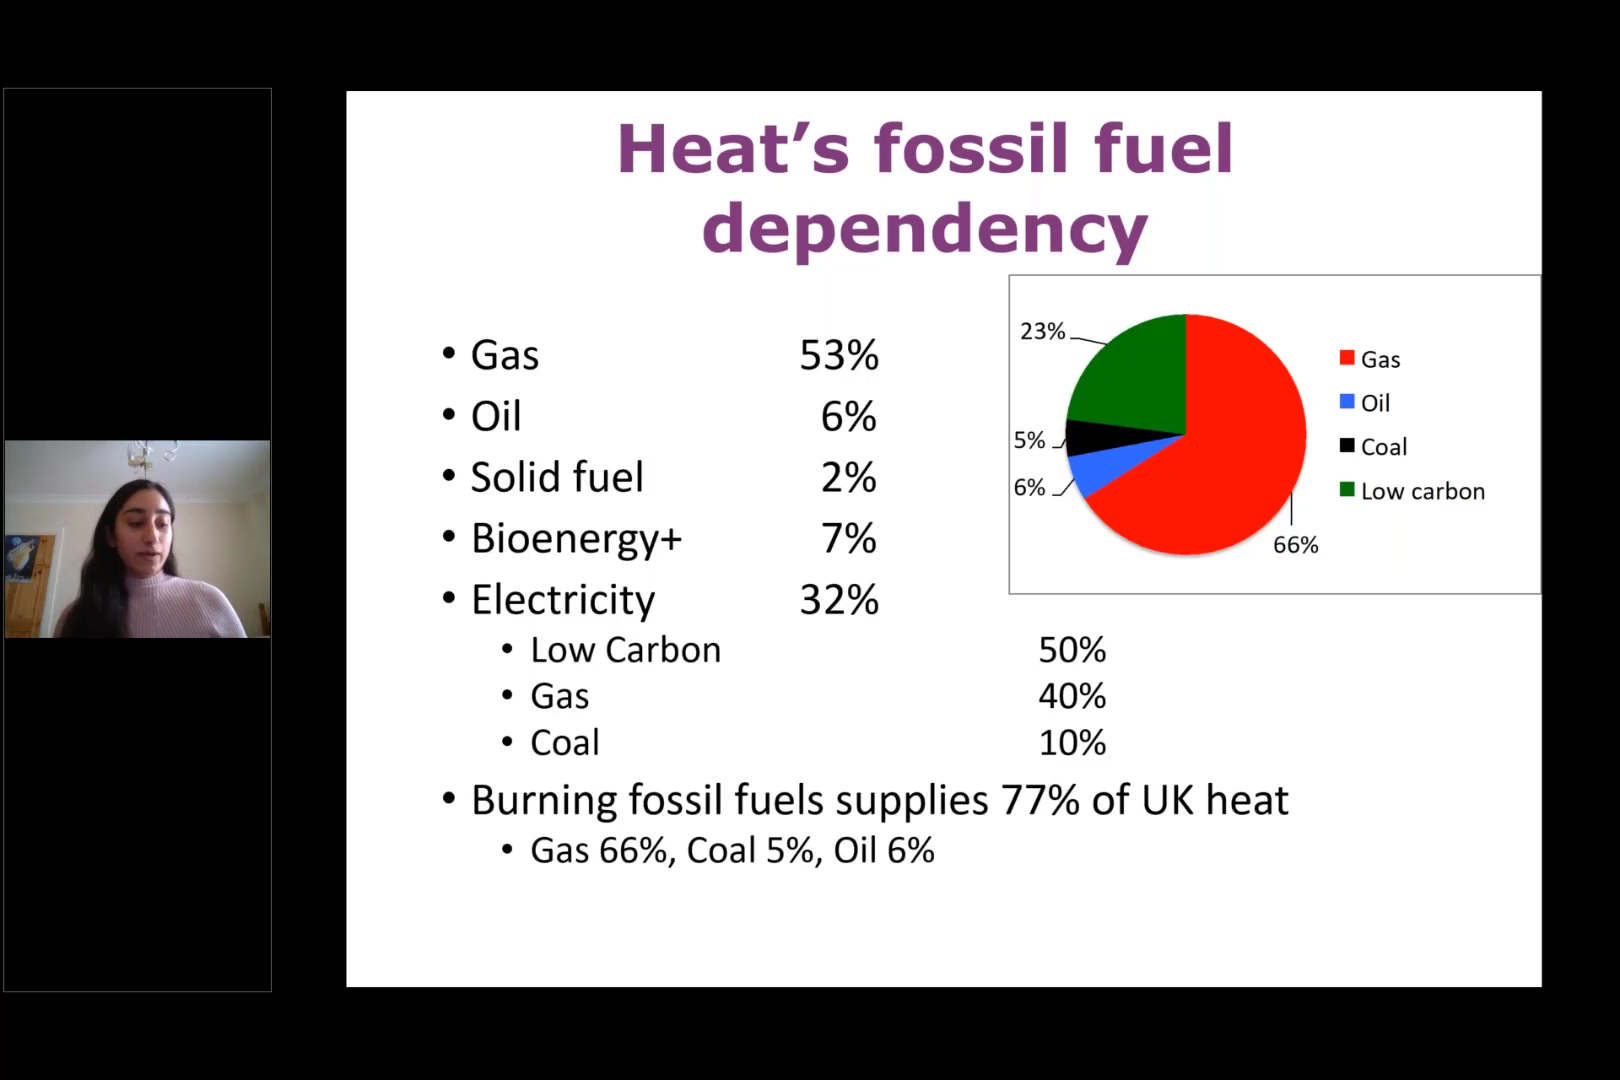 Heat's fossil fuel
dependency
• Gas 53%
• Oil 6%
• Solid fuel 2%
• Bioenergy+ 7%
• Electricity 32%
• Low Carbon 50%
• Gas 40%
• Coal 10%
• Burning fossil fuels supplies 77% of UK heat
• Gas 66%, Coal 5%, Oil 6%
23%
5%
6%
66%
Gas
Oil
Coal
Low carbon